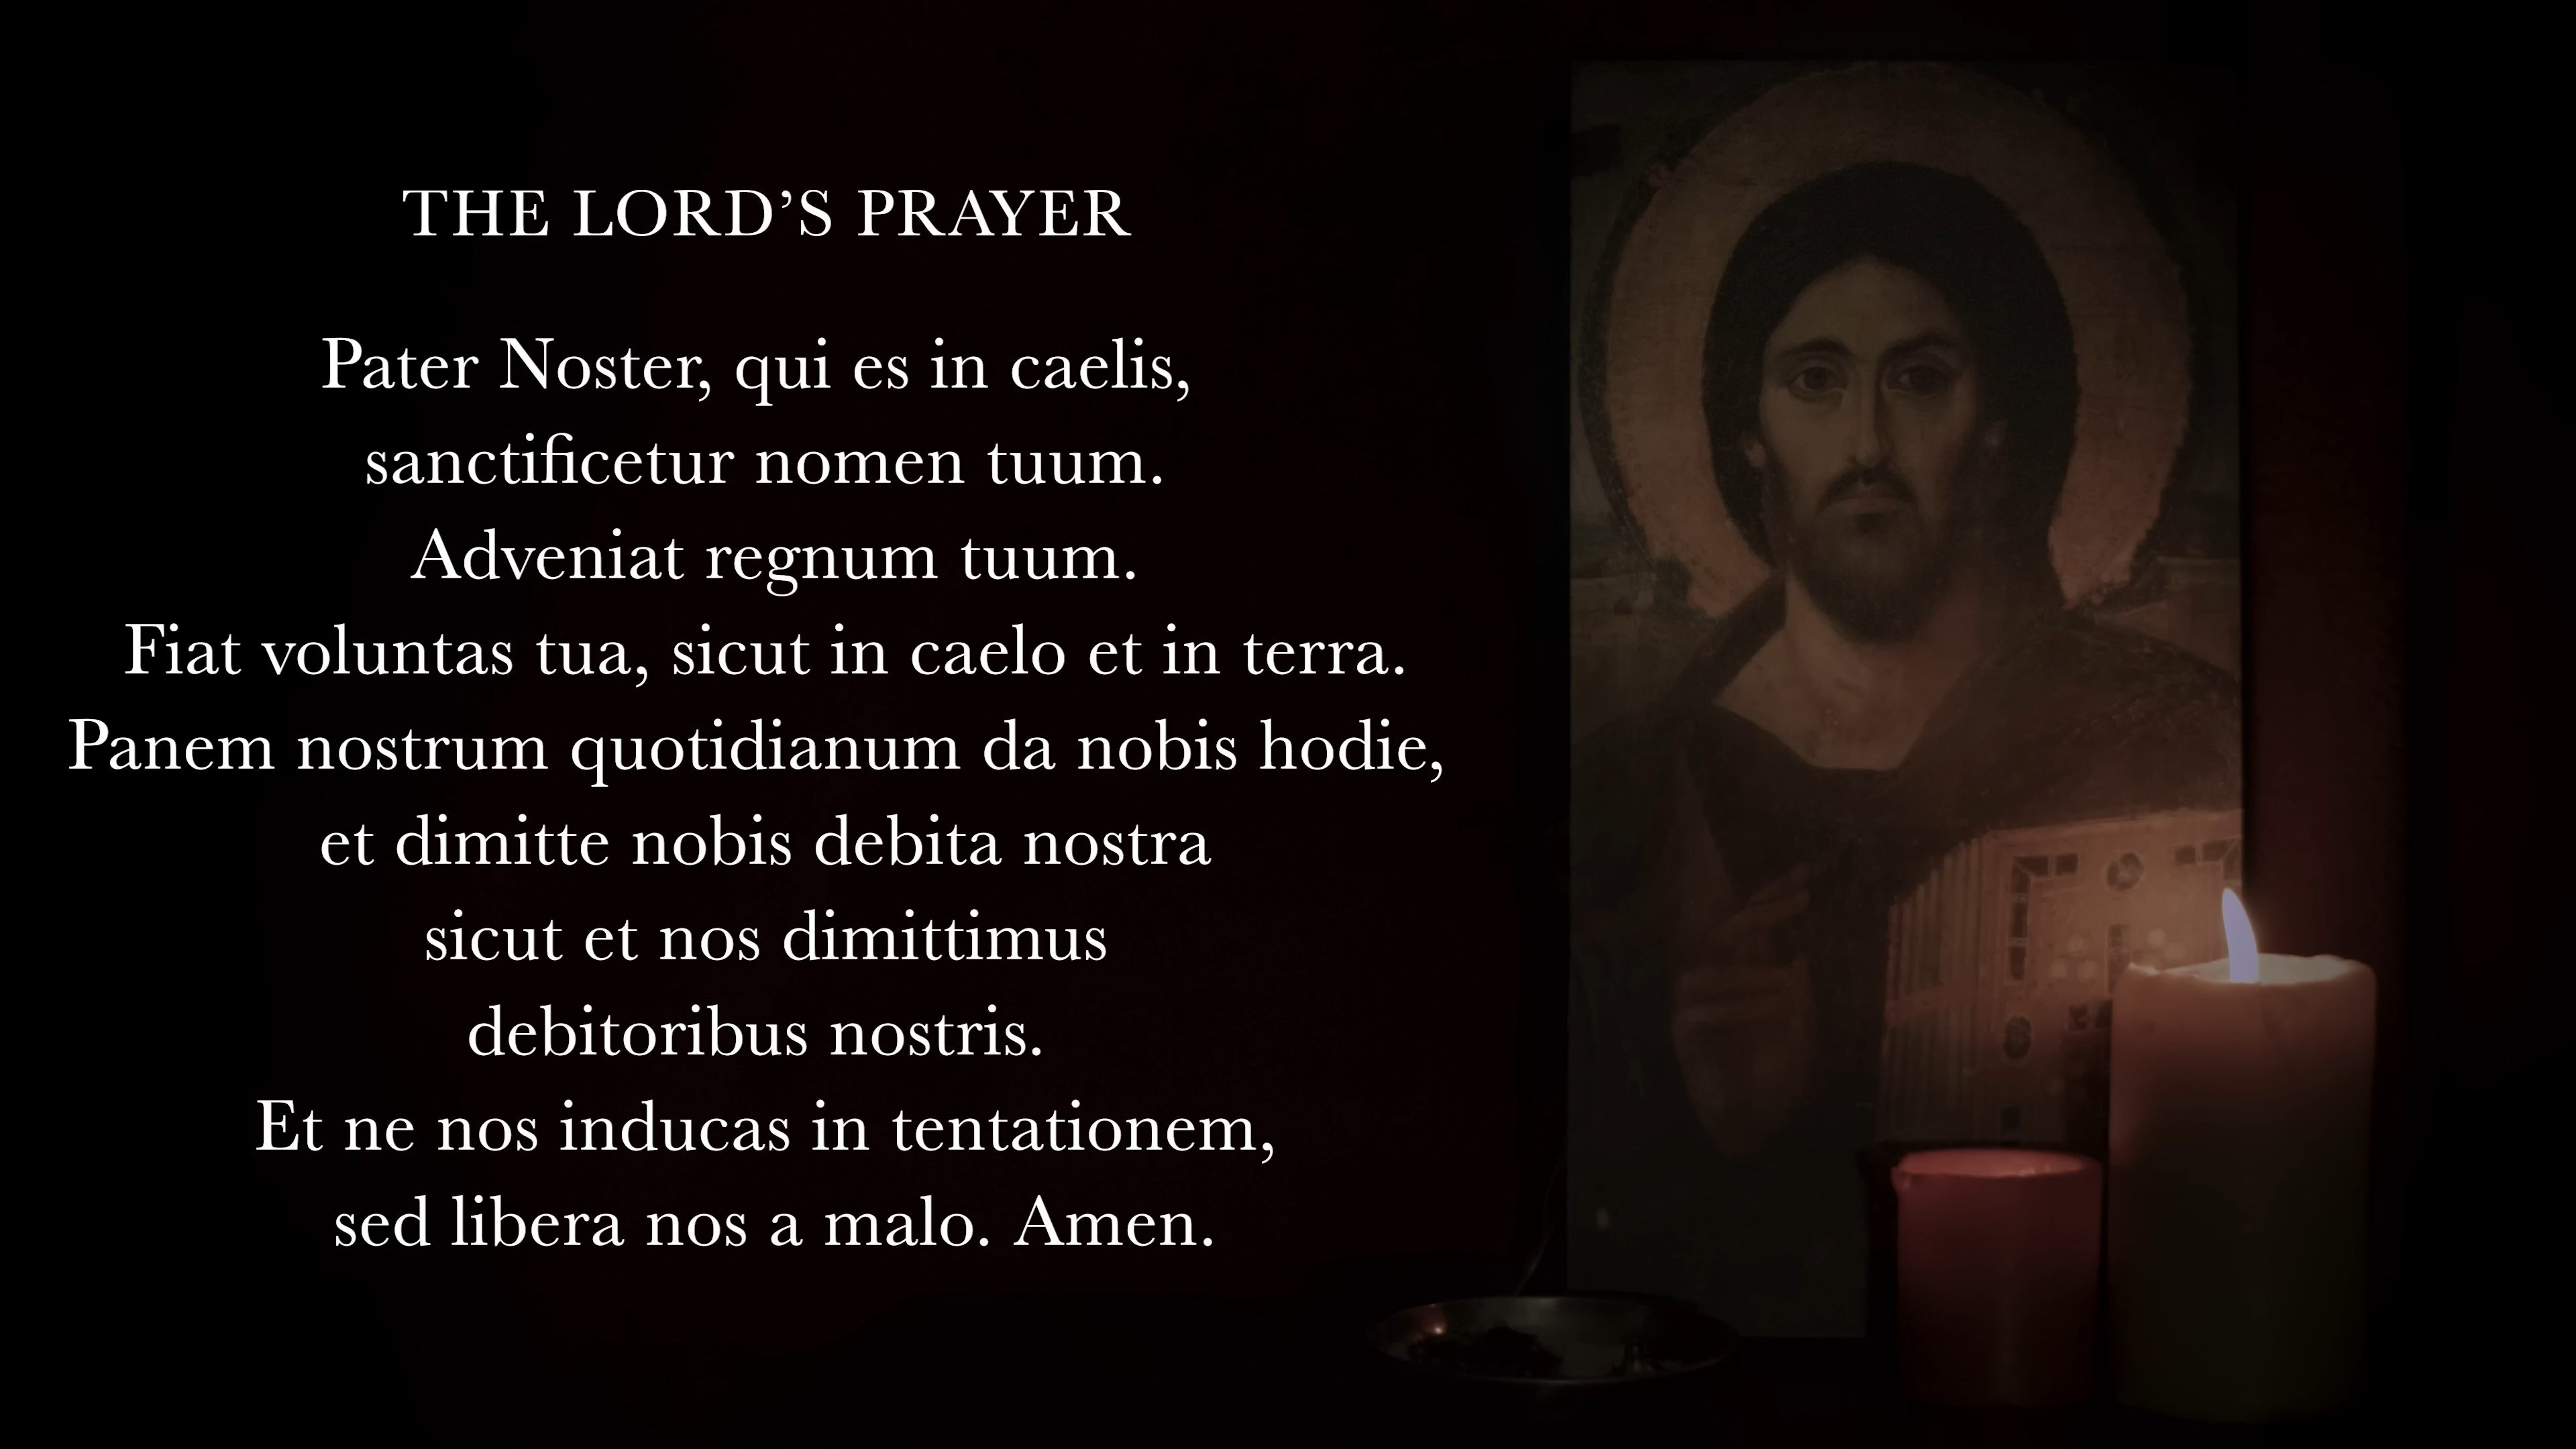 THE LORD’S PRAYER
Pater Noster, qui es in caelis,
sanctificetur nomen tuum.
Adveniat regnum tuum.
Fiat voluntas tua, sicut in caelo et in terra.
Panem nostrum quotidianum da nobis hodie,
et dimitte nobis debita nostra
sicut et nos dimittimus
debitoribus nostris.
Et ne nos inducas in tentationem,
sed libera nos a malo. Amen.